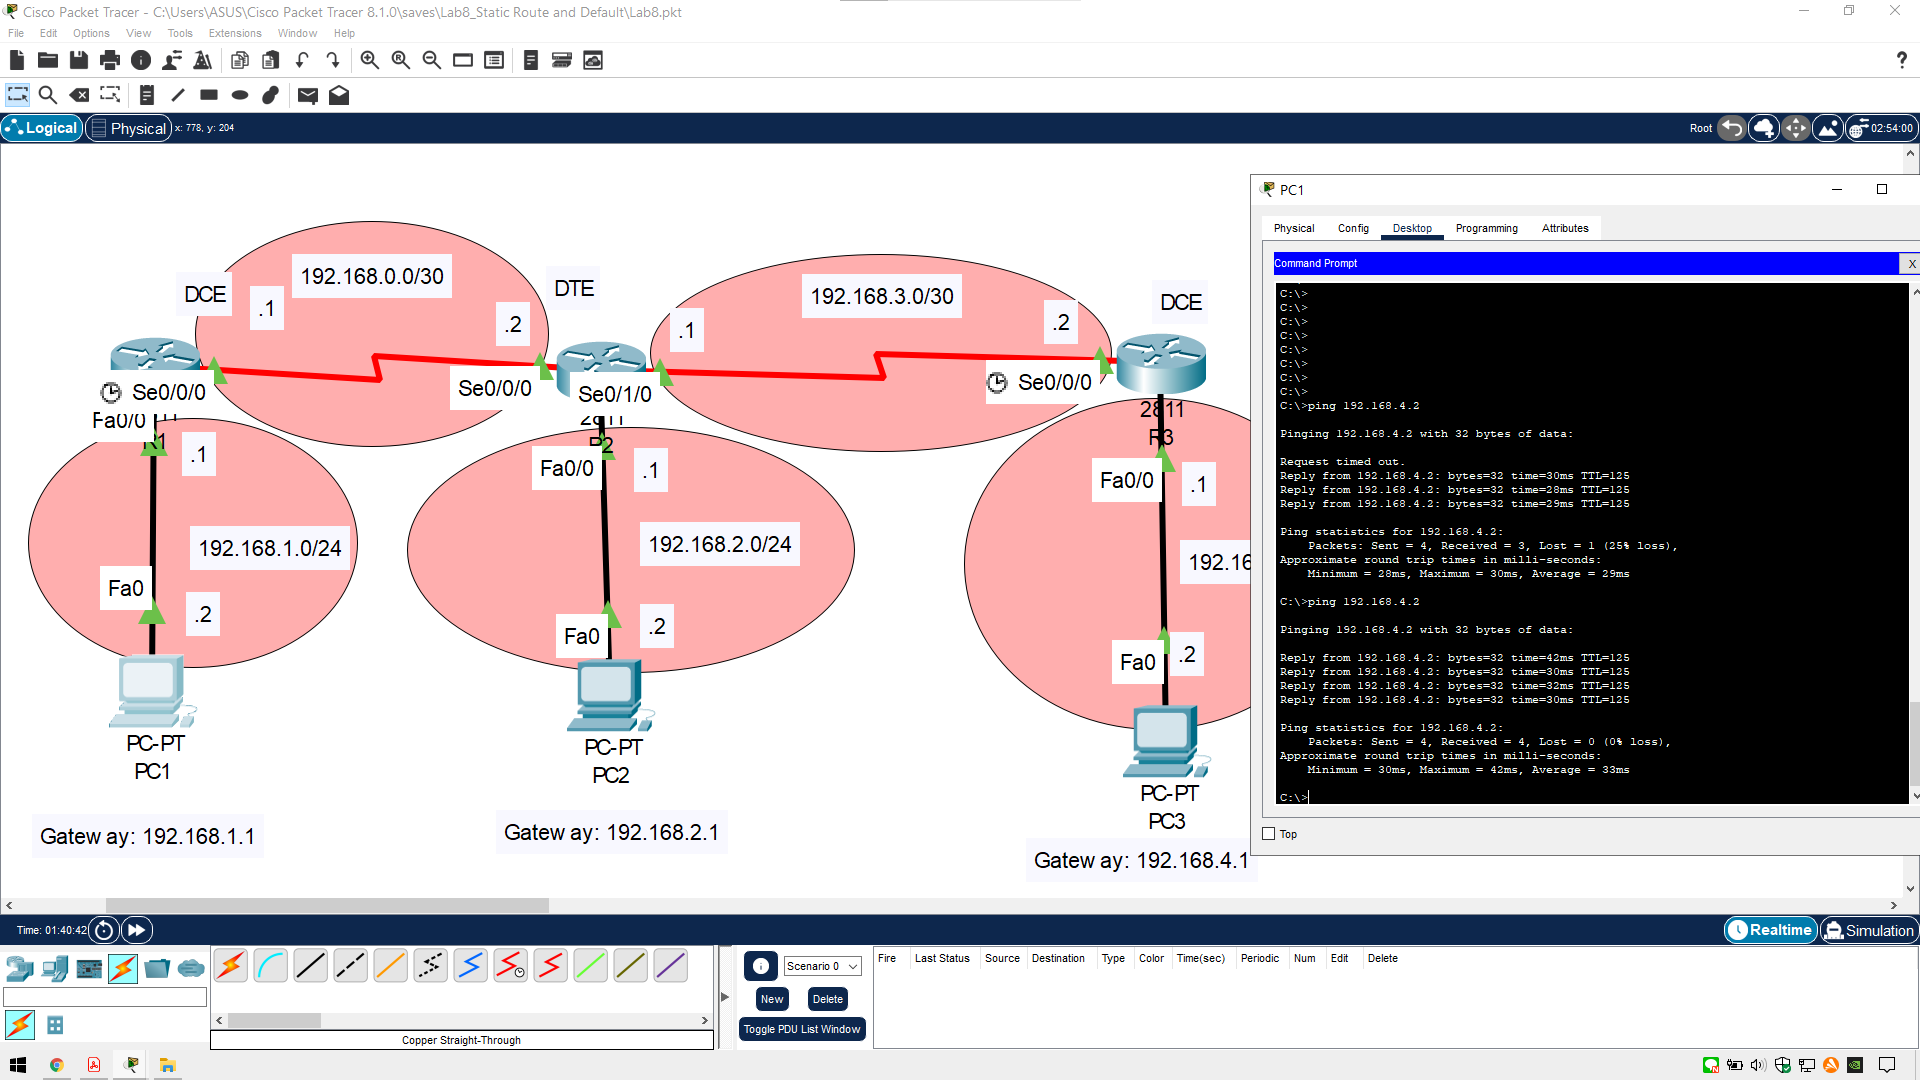 Cisco Packet Tracer - C:\Users\ASUS\Cisco Packet Tracer 8.1.0\saves\Lab8_Static Route and Default\Lab8.pkt
File Edit Options View Tools Extensions Window Help
?
Logical Physical x: 778, y: 204
Root 02:54:00
192.168.0.0/30
DCE
.1
.2
DTE
192.168.3.0/30
.1
.2
DCE
Se0/0/0
Se0/0/0
Se0/1/0
Se0/0/0
Fa0/0
R1
.1
2811
R2
Fa0/0
.1
2811
R3
Fa0/0
.1
192.168.1.0/24
192.168.2.0/24
192.16
Fa0
.2
Fa0
.2
Fa0
.2
PC-PT
PC1
PC-PT
PC2
PC-PT
PC3
Gatew ay: 192.168.1.1
Gatew ay: 192.168.2.1
Gatew ay: 192.168.4.1
PC1
Physical Config Desktop Programming Attributes
Command Prompt
X
C:\>
C:\>
C:\>
C:\>
C:\>
C:\>
C:\>
C:\>
C:\>ping 192.168.4.2
Pinging 192.168.4.2 with 32 bytes of data:
Request timed out.
Reply from 192.168.4.2: bytes=32 time=30ms TTL=125
Reply from 192.168.4.2: bytes=32 time=28ms TTL=125
Reply from 192.168.4.2: bytes=32 time=29ms TTL=125
Ping statistics for 192.168.4.2:
Packets: Sent = 4, Received = 3, Lost = 1 (25% loss),
Approximate round trip times in milli-seconds:
Minimum = 28ms, Maximum = 30ms, Average = 29ms
C:\>ping 192.168.4.2
Pinging 192.168.4.2 with 32 bytes of data:
Reply from 192.168.4.2: bytes=32 time=42ms TTL=125
Reply from 192.168.4.2: bytes=32 time=30ms TTL=125
Reply from 192.168.4.2: bytes=32 time=32ms TTL=125
Reply from 192.168.4.2: bytes=32 time=30ms TTL=125
Ping statistics for 192.168.4.2:
Packets: Sent = 4, Received = 4, Lost = 0 (0% loss),
Approximate round trip times in milli-seconds:
Minimum = 30ms, Maximum = 42ms, Average = 33ms
C:\>
Top
Time: 01:40:42
Realtime Simulation
Scenario 0
New Delete
Toggle PDU List Window
Fire Last Status Source Destination Type Color Time(sec) Periodic Num Edit Delete
Copper Straight-Through